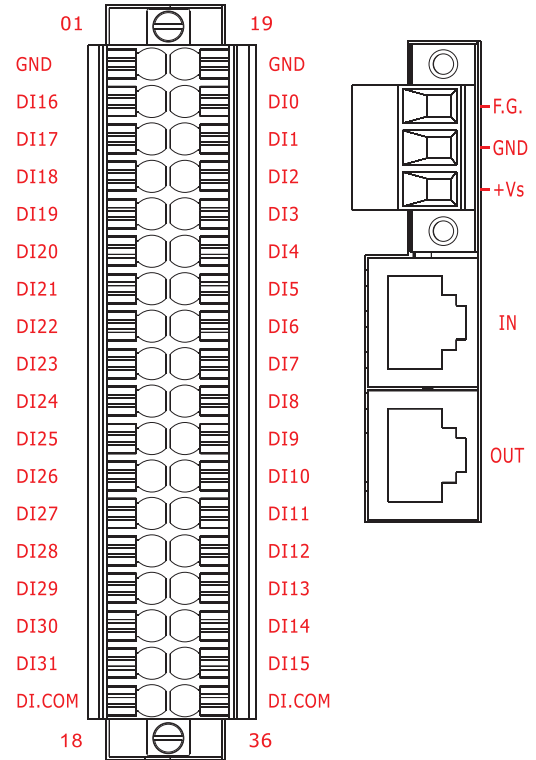 01 19
GND GND
DI16 DI0
DI17 DI1
DI18 DI2
DI19 DI3
DI20 DI4
DI21 DI5
DI22 DI6
DI23 DI7
DI24 DI8
DI25 DI9
DI26 DI10
DI27 DI11
DI28 DI12
DI29 DI13
DI30 DI14
DI31 DI15
DI.COM DI.COM
18 36
F.G.
GND
+Vs
IN
OUT